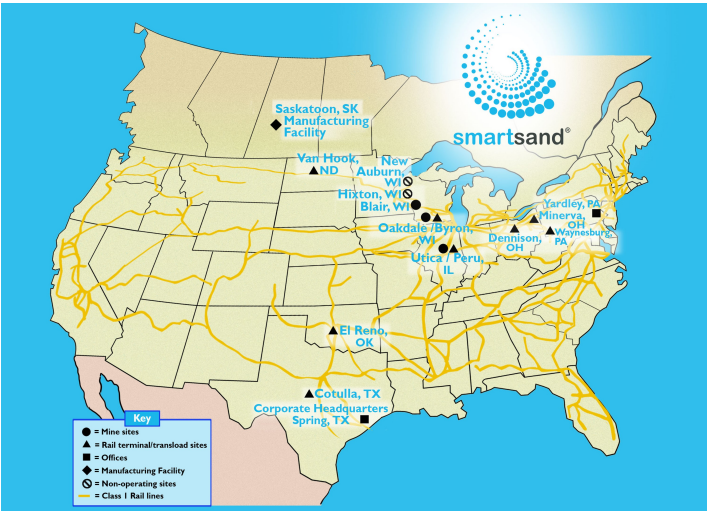 smartsand®
Saskatoon, SK
Manufacturing
Facility
Van Hook,
ND
New
Auburn,
WI
Hixton, WI
Blair, WI
Oakdale /Byron,
WI
Utica / Peru,
IL
Yardley, PA
Minerva,
OH
Dennison,
OH
Waynesburg,
PA
El Reno,
OK
Cotulla, TX
Corporate Headquarters
Spring, TX
Key
= Mine sites
= Rail terminal/transload sites
= Offices
= Manufacturing Facility
= Non-operating sites
= Class 1 Rail lines